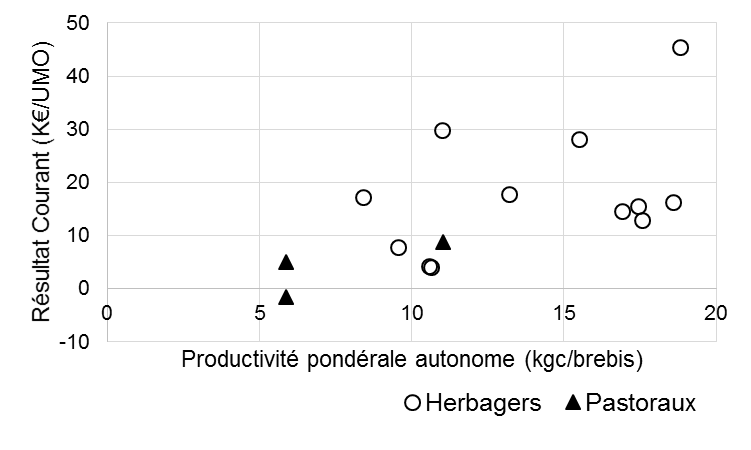 50
40
30
20
10
0
-10
Résultat Courant (K€/UMO)
0 5 10 15 20
Productivité pondérale autonome (kgc/brebis)
Herbagers Pastoraux